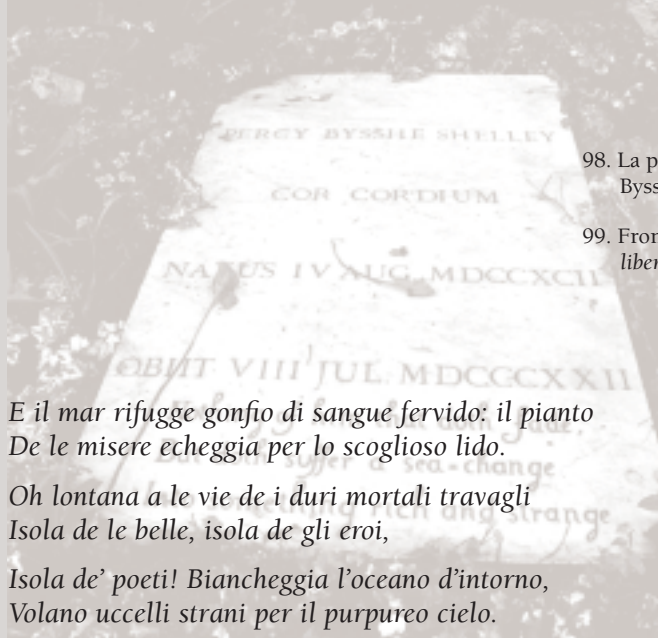 PERCY BYSSHE SHELLEY
COR CORDIUM
NATUS IV AUG. MDCCXCII
OBIIT VIII JUL. MDCCCXXII
98. La
Byss
99. Fron
liber
E il mar rifugge gonfio di sangue fervido: il pianto
De le misere echeggia per lo scoglioso lido.
suffer a sea-change
Oh lontana a le vie de i duri mortali travagli
rich and strange
Isola de le belle, isola de gli eroi,
Isola de' poeti! Biancheggia l'oceano d'intorno,
Volano uccelli strani per il purpureo cielo.